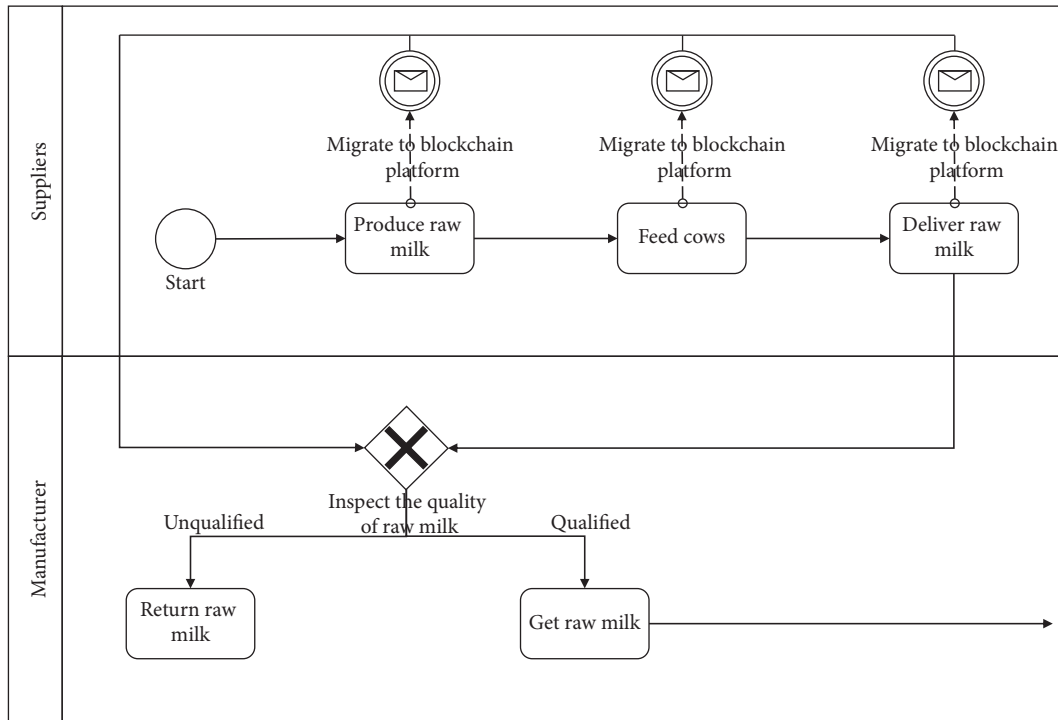 Suppliers
Migrate to blockchain
platform
Migrate to blockchain
platform
Migrate to blockchain
platform
Start
Produce raw
milk
Feed cows
Deliver raw
milk
Manufacturer
Inspect the quality
of raw milk
Unqualified
Qualified
Return raw
milk
Get raw milk